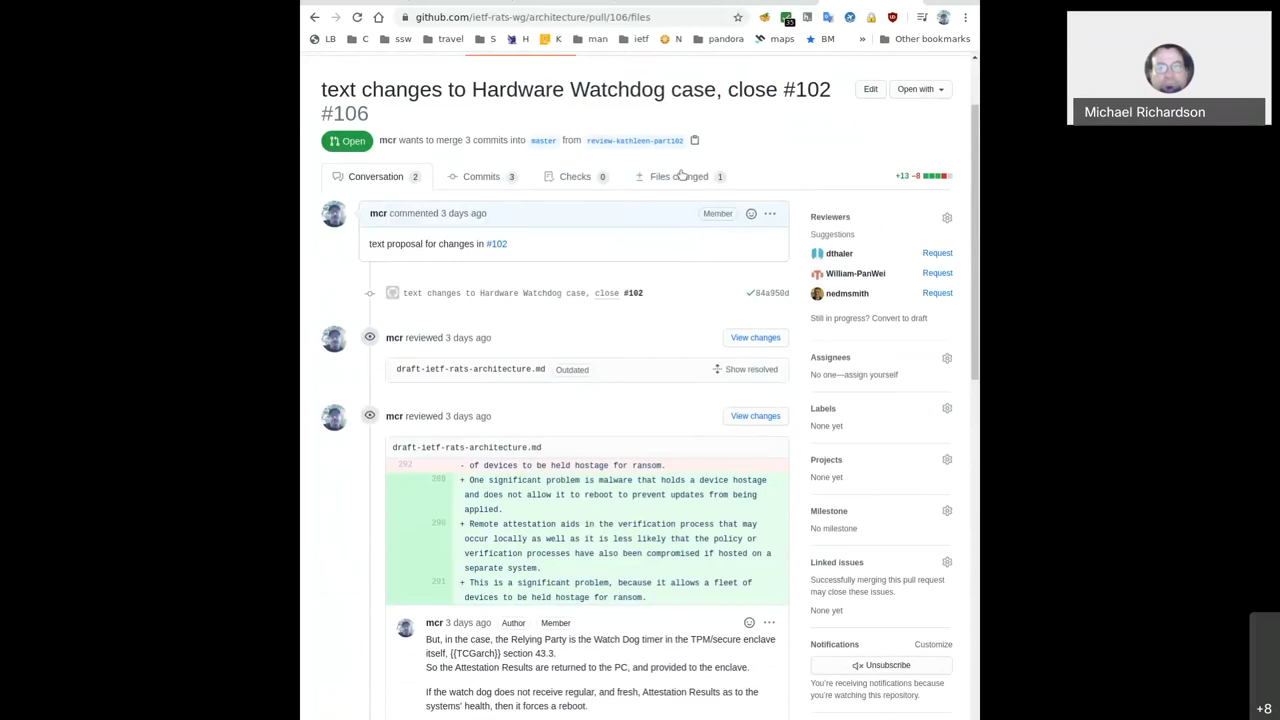 github.com/ietf-rats-wg/architecture/pull/106/files
35
LB C ssw travel S H K man ietf N pandora maps BM » Other bookmarks
text changes to Hardware Watchdog case, close #102
#106
Edit
Open with
Open
mcr wants to merge 3 commits into master from review-kathleen-part102
Conversation 2
Commits 3
Checks 0
Files changed 1
+13 −8
mcr commented 3 days ago
Member
text proposal for changes in #102
text changes to Hardware Watchdog case, close #102
84a950d
mcr reviewed 3 days ago
View changes
draft-ietf-rats-architecture.md Outdated
Show resolved
mcr reviewed 3 days ago
View changes
draft-ietf-rats-architecture.md
292 - of devices to be held hostage for ransom.
289 + One significant problem is malware that holds a device hostage
and does not allow it to reboot to prevent updates from being
applied.
290 + Remote attestation aids in the verification process that may
occur locally as well as it is less likely that the policy or
verification processes have also been compromised if hosted on a
separate system.
291 + This is a significant problem, because it allows a fleet of
devices to be held hostage for ransom.
mcr 3 days ago Author Member
But, in the case, the Relying Party is the Watch Dog timer in the TPM/secure enclave
itself, {{TCGarch}} section 43.3.
So the Attestation Results are returned to the PC, and provided to the enclave.
If the watch dog does not receive regular, and fresh, Attestation Results as to the
systems' health, then it forces a reboot.
Reviewers
Suggestions
dthaler Request
William-PanWei Request
nedmsmith Request
Still in progress? Convert to draft
Assignees
No one—assign yourself
Labels
None yet
Projects
None yet
Milestone
No milestone
Linked issues
Successfully merging this pull request
may close these issues.
None yet
Notifications Customize
Unsubscribe
You're receiving notifications because
you're watching this repository.
Michael Richardson
+8